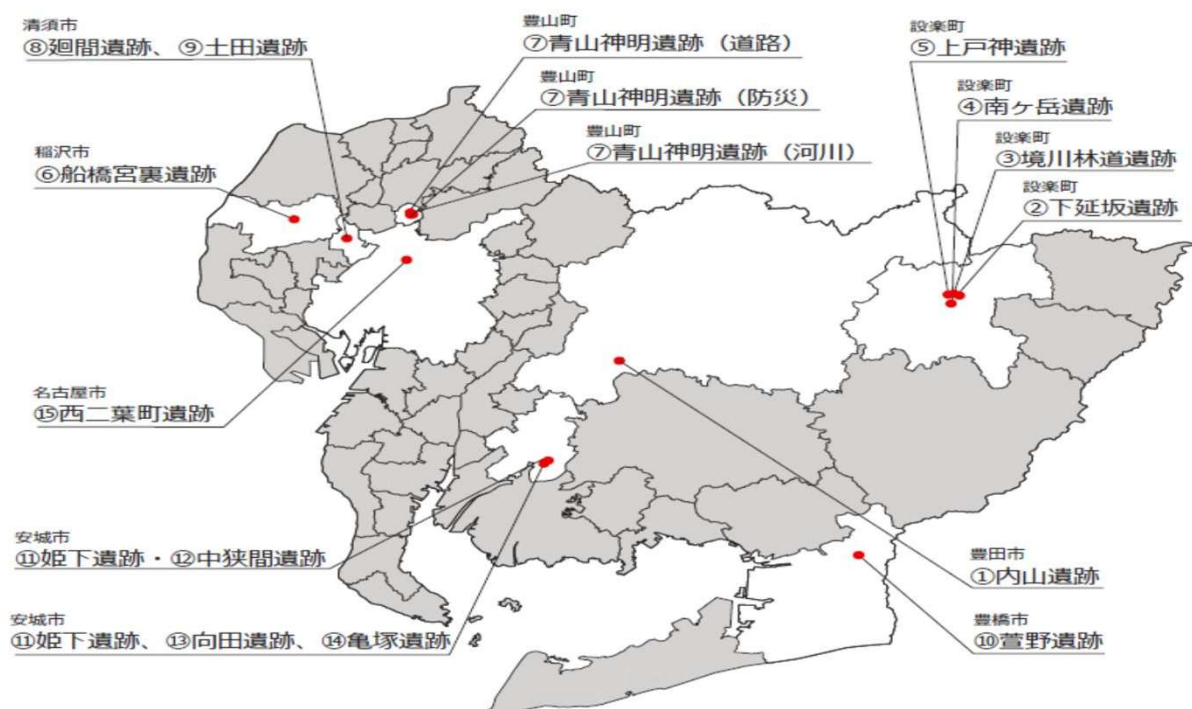 清須市
⑧廻間遺跡、⑨土田遺跡
豊山町
⑦青山神明遺跡（道路）
豊山町
⑦青山神明遺跡（防災）
豊山町
⑦青山神明遺跡（河川）
設楽町
⑤上戸神遺跡
設楽町
④南ヶ岳遺跡
設楽町
③境川林道遺跡
設楽町
②下延坂遺跡
稲沢市
⑥船橋宮裏遺跡
名古屋市
⑮西二葉町遺跡
安城市
⑪姫下遺跡・⑫中狭間遺跡
安城市
⑪姫下遺跡、⑬向田遺跡、⑭亀塚遺跡
豊田市
①内山遺跡
豊橋市
⑩萱野遺跡